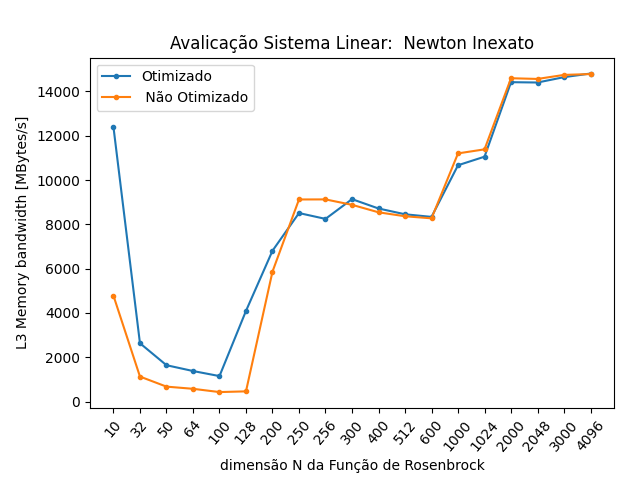 Avalicação Sistema Linear:  Newton Inexato
Otimizado
Não Otimizado
L3 Memory bandwidth [MBytes/s]
14000
12000
10000
8000
6000
4000
2000
0
10 32 50 64 100 128 200 250 256 300 400 512 600 1000 1024 2000 2048 3000 4096
dimensão N da Função de Rosenbrock